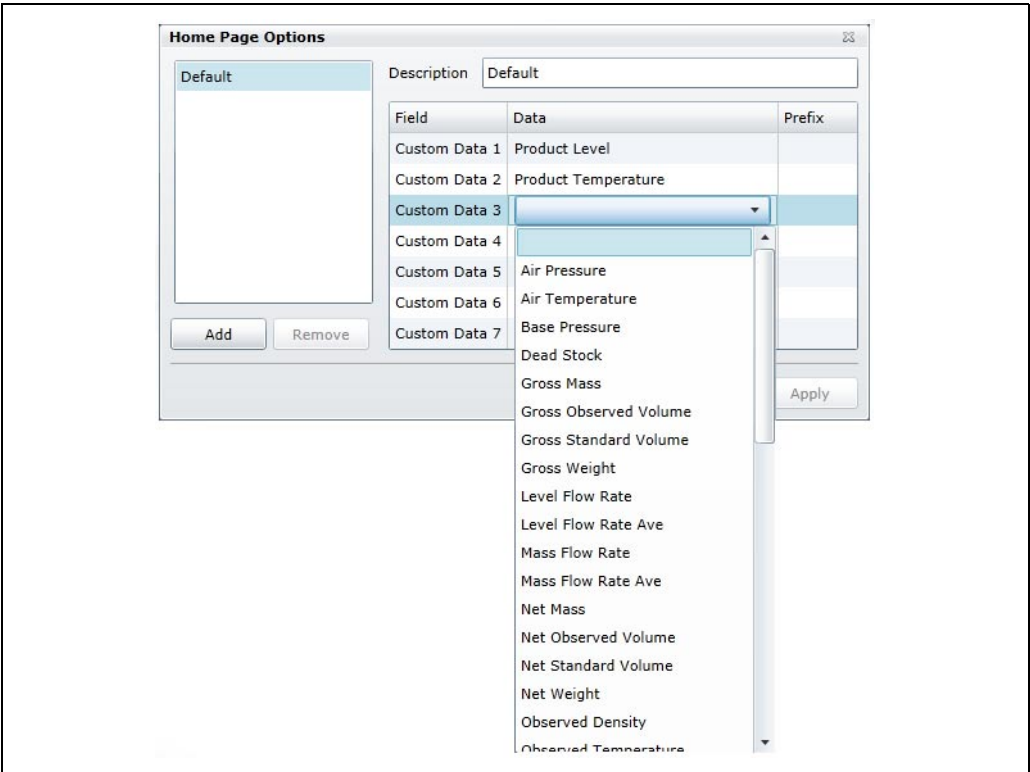 Home Page Options
Default
Description Default
Field Data Prefix
Custom Data 1 Product Level
Custom Data 2 Product Temperature
Custom Data 3
Custom Data 4
Custom Data 5
Custom Data 6
Custom Data 7
Air Pressure
Air Temperature
Base Pressure
Dead Stock
Gross Mass
Gross Observed Volume
Gross Standard Volume
Gross Weight
Level Flow Rate
Level Flow Rate Ave
Mass Flow Rate
Mass Flow Rate Ave
Net Mass
Net Observed Volume
Net Standard Volume
Net Weight
Observed Density
Observed Temperature
Add Remove
Apply